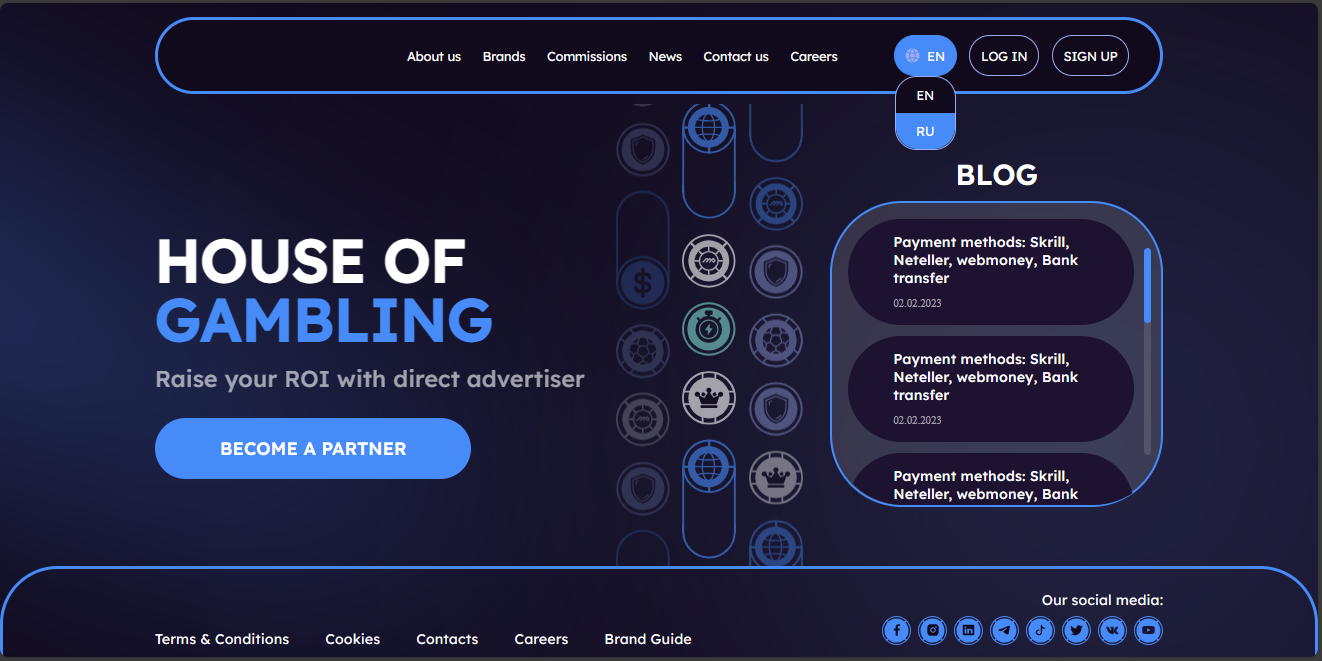 About us Brands Commissions News Contact us Careers EN LOG IN SIGN UP
EN
RU
HOUSE OF
GAMBLING
Raise your ROI with direct advertiser
BECOME A PARTNER
$
BLOG
Payment methods: Skrill,
Neteller, webmoney, Bank
transfer
02.02.2023
Payment methods: Skrill,
Neteller, webmoney, Bank
transfer
02.02.2023
Payment methods: Skrill,
Neteller, webmoney, Bank
Our social media:
Terms & Conditions Cookies Contacts Careers Brand Guide